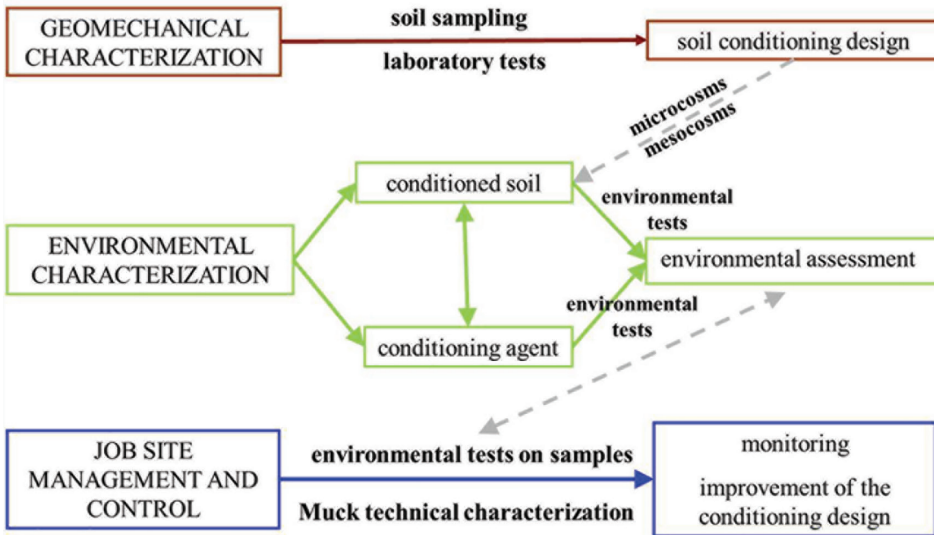 GEOMECHANICAL
CHARACTERIZATION
soil sampling
laboratory tests
soil conditioning design
microcosms
mesocosms
conditioned soil
environmental
tests
ENVIRONMENTAL
CHARACTERIZATION
environmental assessment
environmental
tests
conditioning agent
JOB SITE
MANAGEMENT AND
CONTROL
environmental tests on samples
Muck technical characterization
monitoring
improvement of the
conditioning design